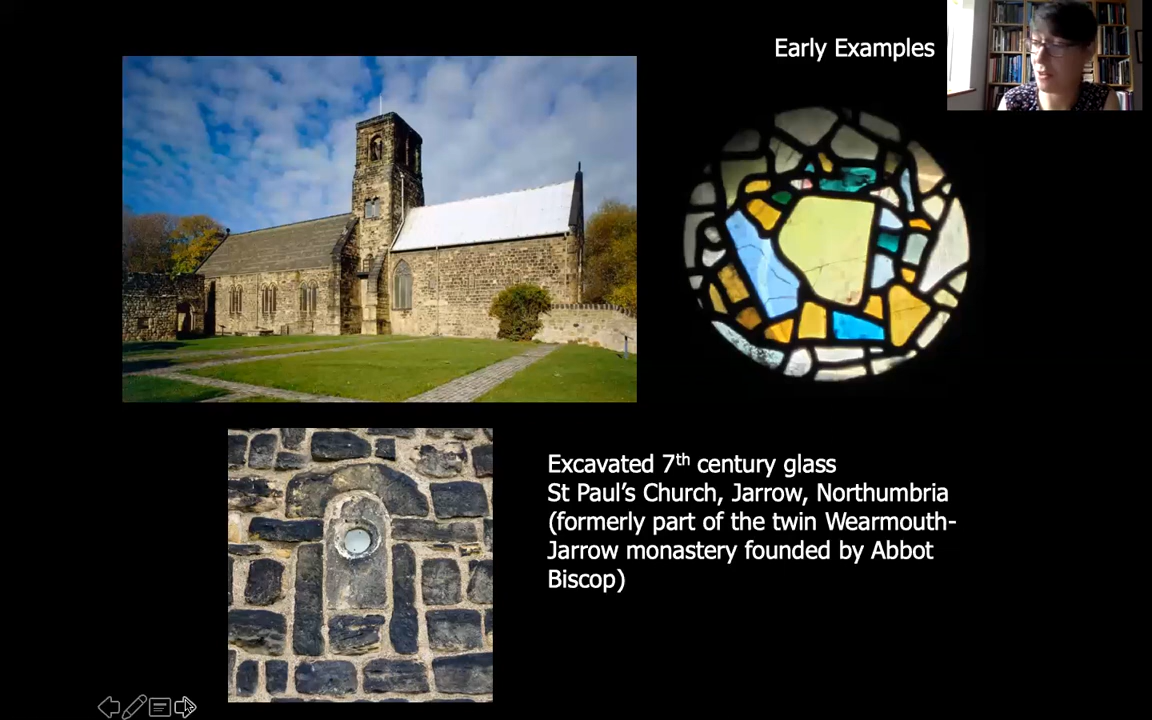 Early Examples
Excavated 7th century glass
St Paul's Church, Jarrow, Northumbria
(formerly part of the twin Wearmouth-
Jarrow monastery founded by Abbot
Biscop)